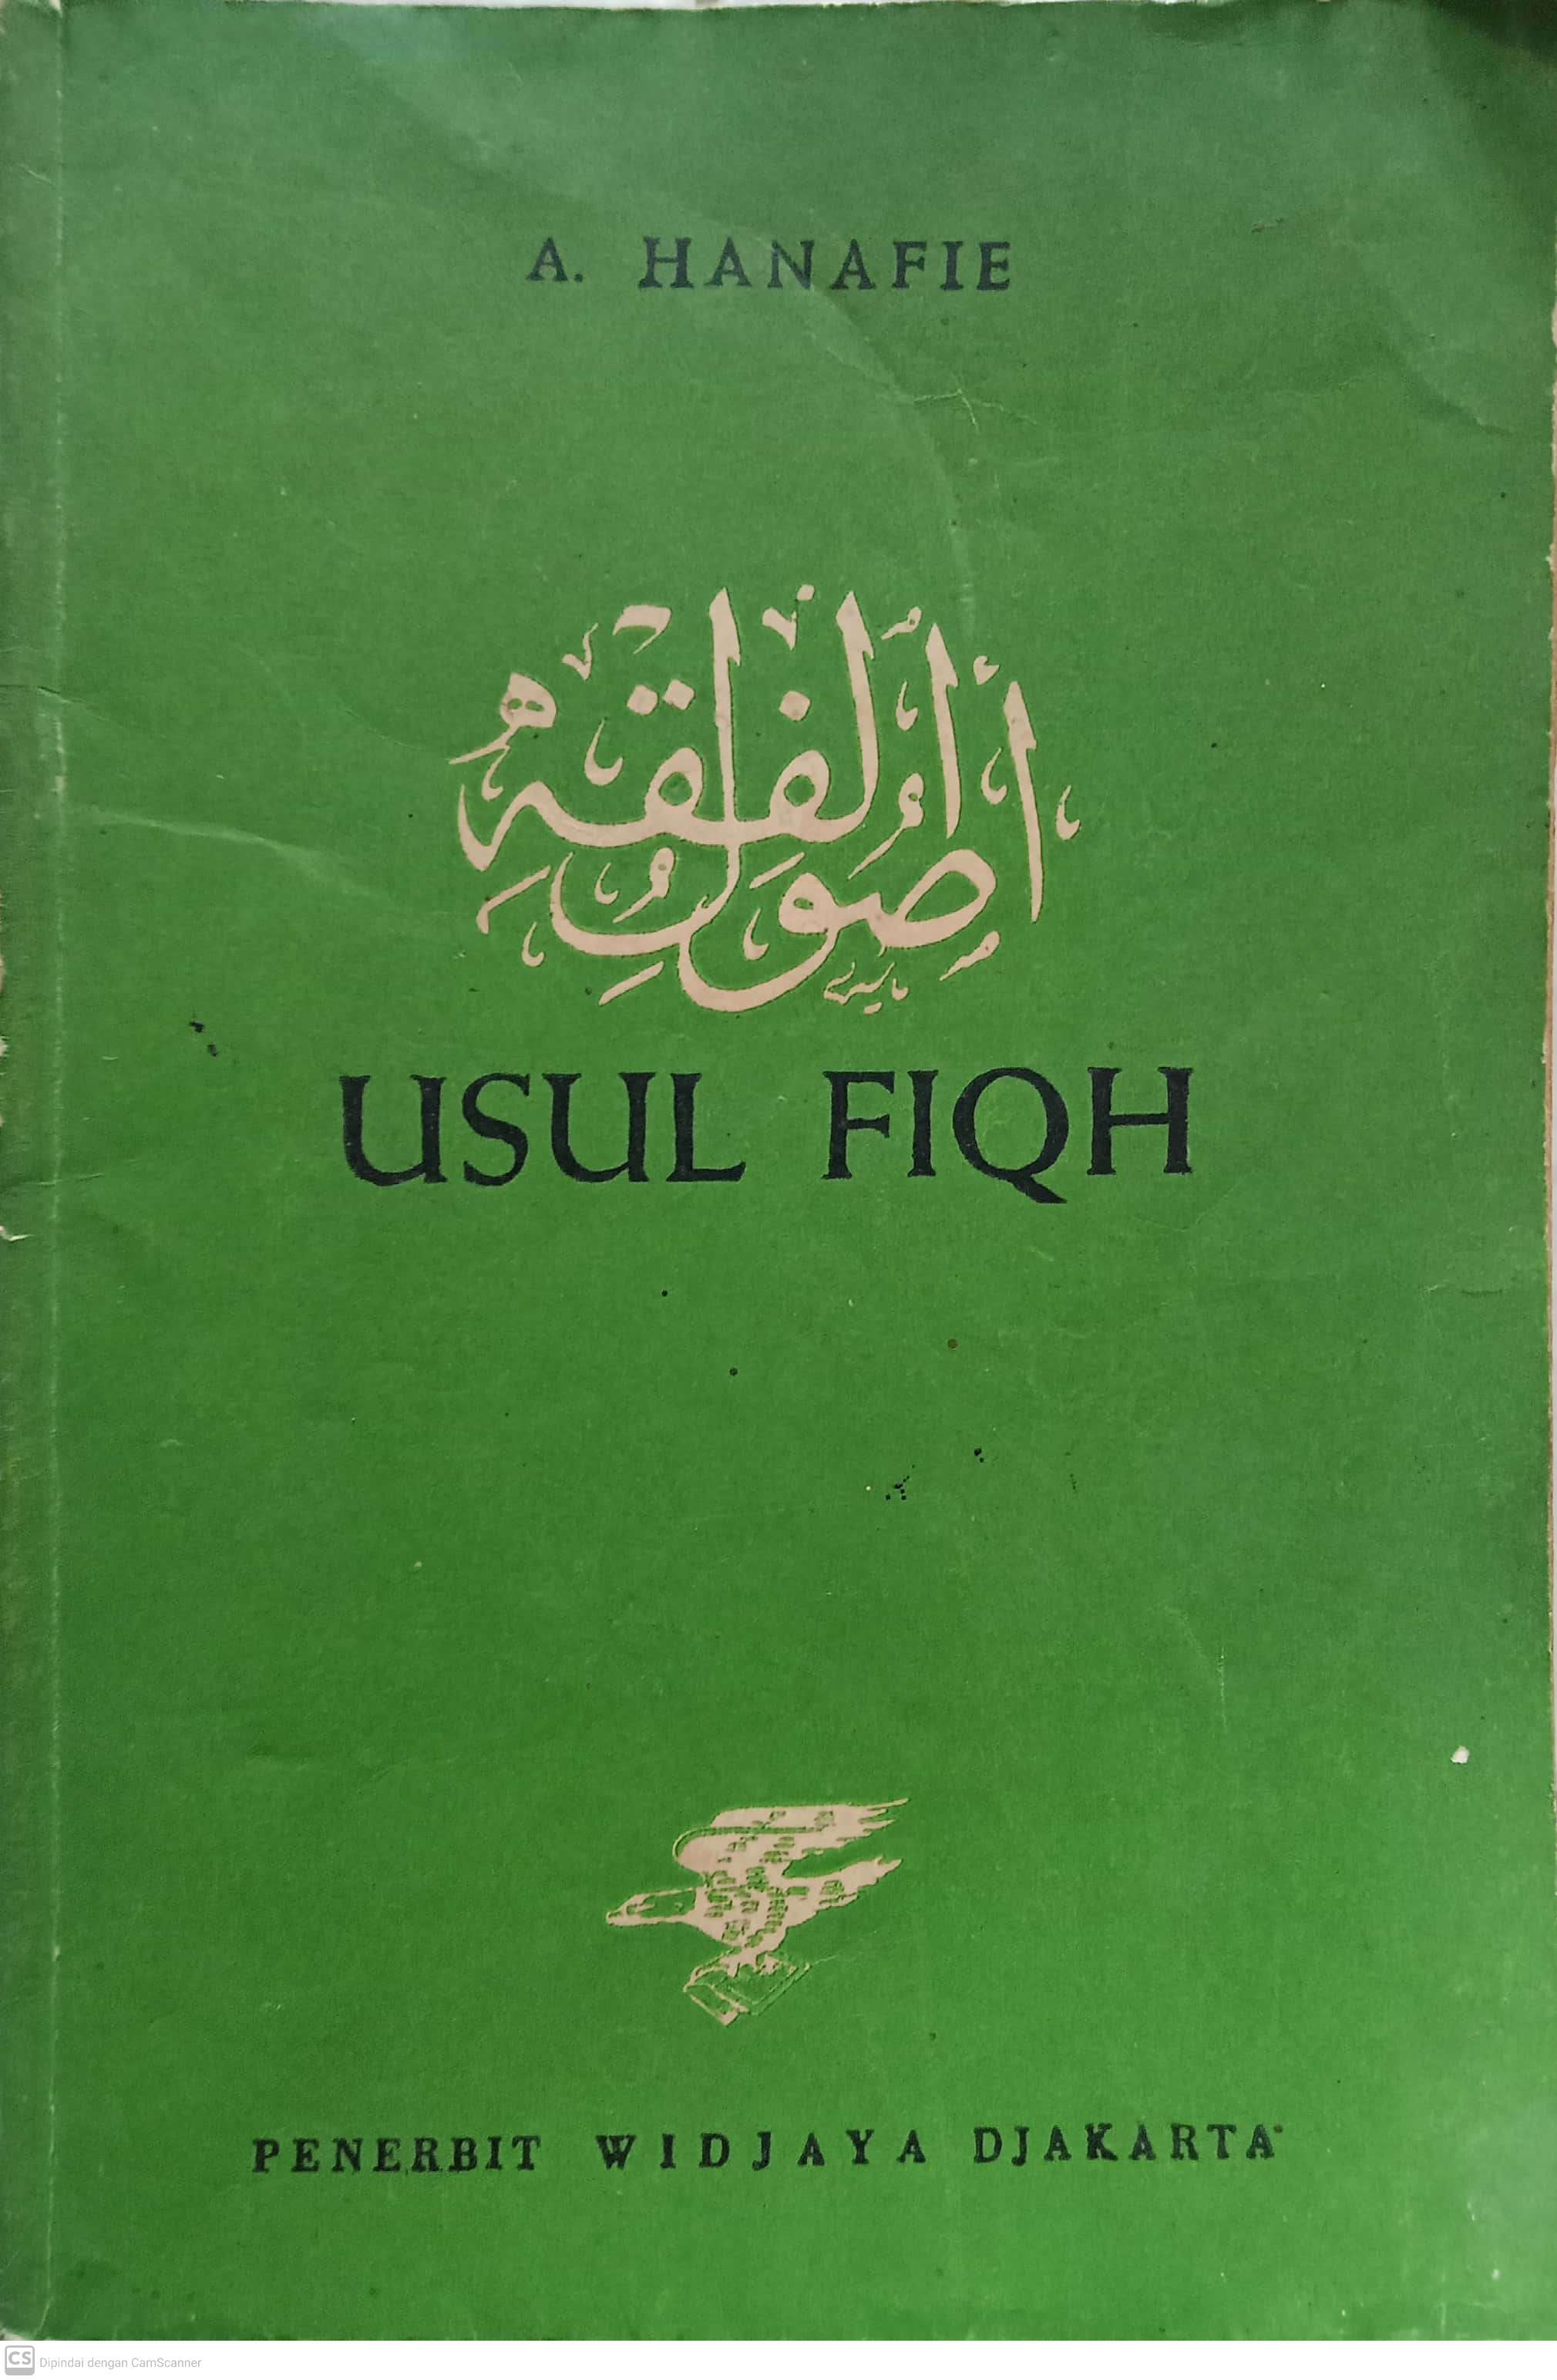 A. HANAFIE
أصول الفقه
USUL FIQH
PENERBIT WIDJAYA DJAKARTA
CS Dipindai dengan CamScanner